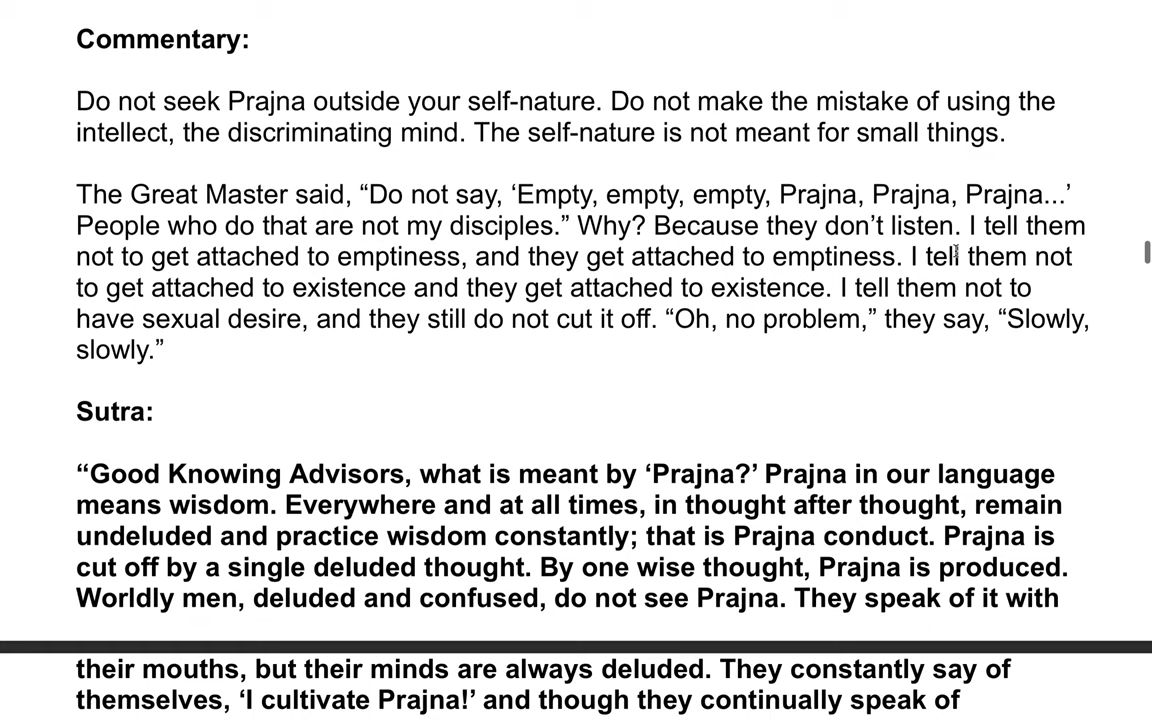 Commentary:
Do not seek Prajna outside your self-nature. Do not make the mistake of using the
intellect, the discriminating mind. The self-nature is not meant for small things.
The Great Master said, “Do not say, ‘Empty, empty, empty, Prajna, Prajna, Prajna...’
People who do that are not my disciples.” Why? Because they don’t listen. I tell them
not to get attached to emptiness, and they get attached to emptiness. I tell them not
to get attached to existence and they get attached to existence. I tell them not to
have sexual desire, and they still do not cut it off. “Oh, no problem,” they say, “Slowly,
slowly.”
Sutra:
“Good Knowing Advisors, what is meant by ‘Prajna?’ Prajna in our language
means wisdom. Everywhere and at all times, in thought after thought, remain
undeluded and practice wisdom constantly; that is Prajna conduct. Prajna is
cut off by a single deluded thought. By one wise thought, Prajna is produced.
Worldly men, deluded and confused, do not see Prajna. They speak of it with
their mouths, but their minds are always deluded. They constantly say of
themselves, ‘I cultivate Prajna!’ and though they continually speak of